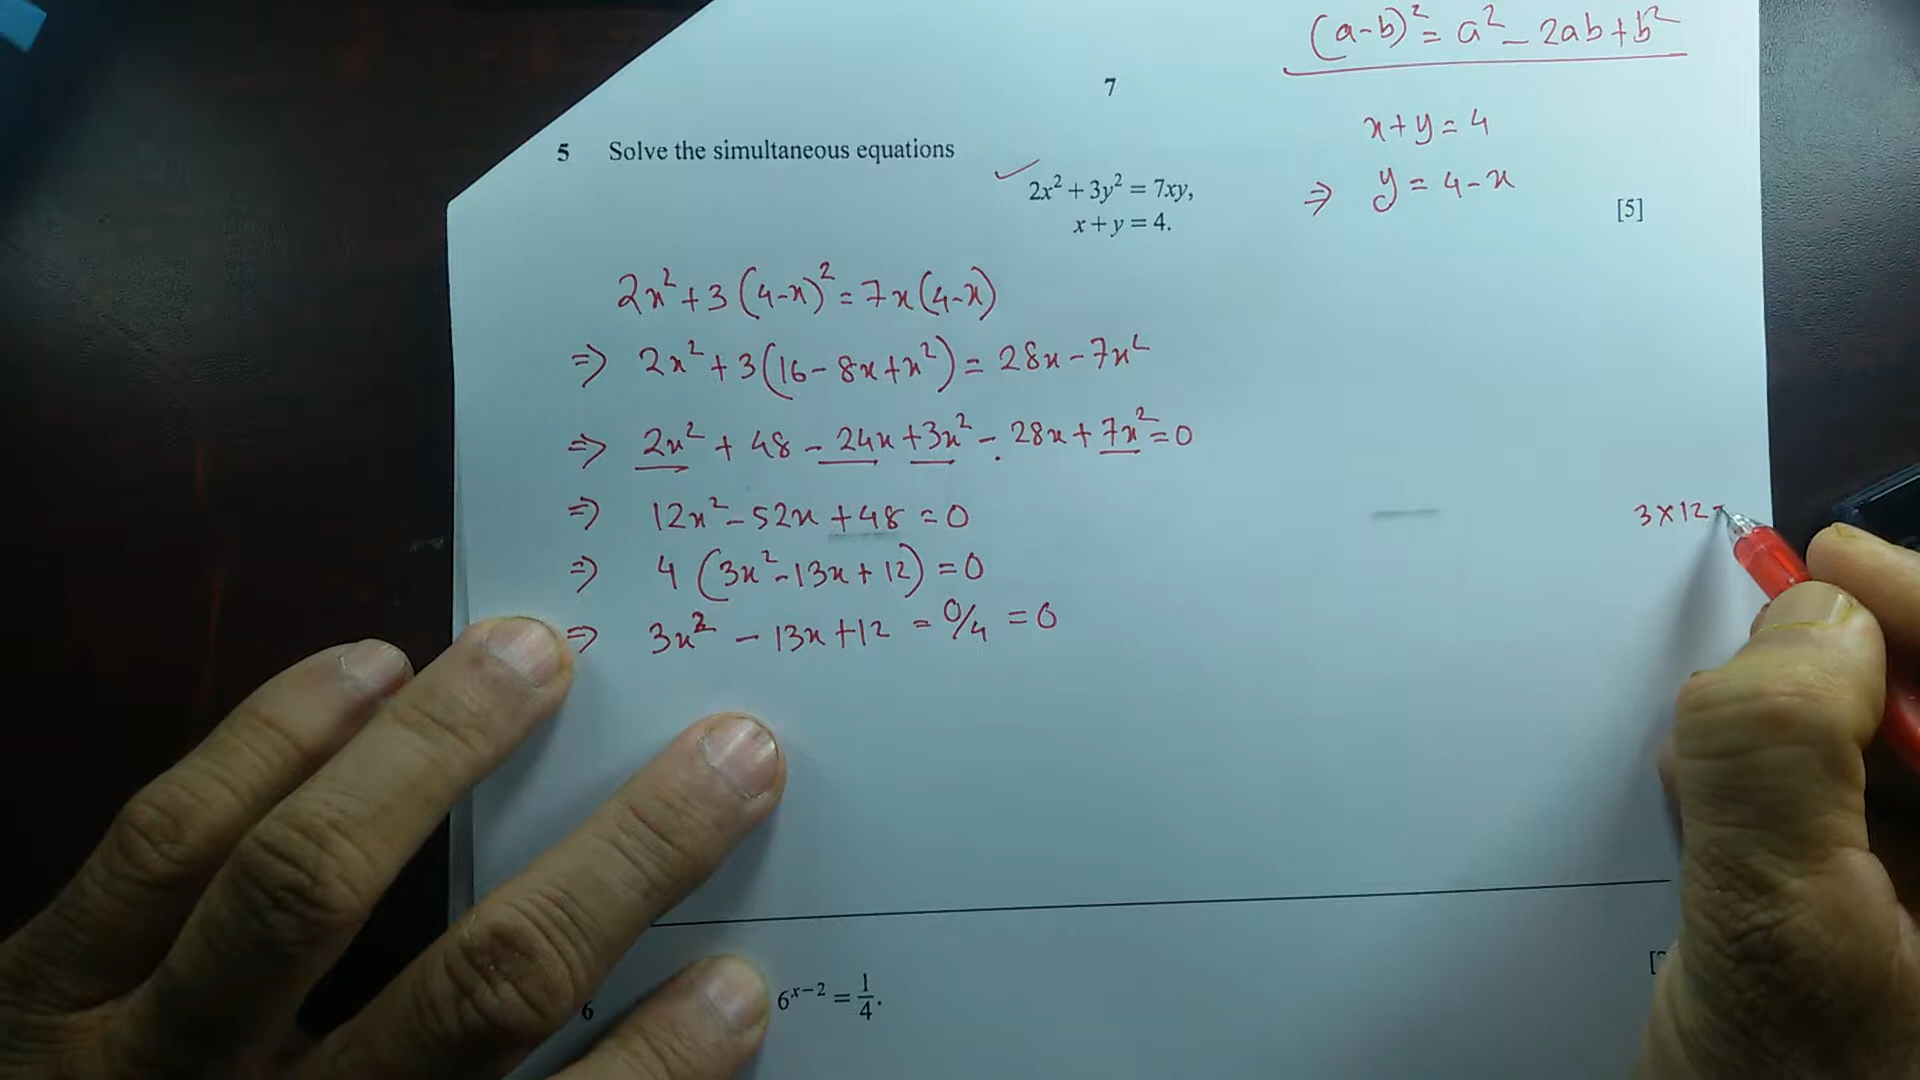 (a-b)² = a² - 2ab + b²
7
x + y = 4
5 Solve the simultaneous equations
⇒ y = 4 - x
2x² + 3y² = 7xy,
x + y = 4.
[5]
2x² + 3(4-x)² = 7x(4-x)
⇒ 2x² + 3(16 - 8x + x²) = 28x - 7x²
⇒ 2x² + 48 - 24x + 3x² - 28x + 7x² = 0
⇒ 12x² - 52x + 48 = 0
3 x 12 =
⇒ 4 (3x² - 13x + 12) = 0
⇒ 3x² - 13x + 12 = 0/4 = 0
6 6ˣ⁻² = 1/4.